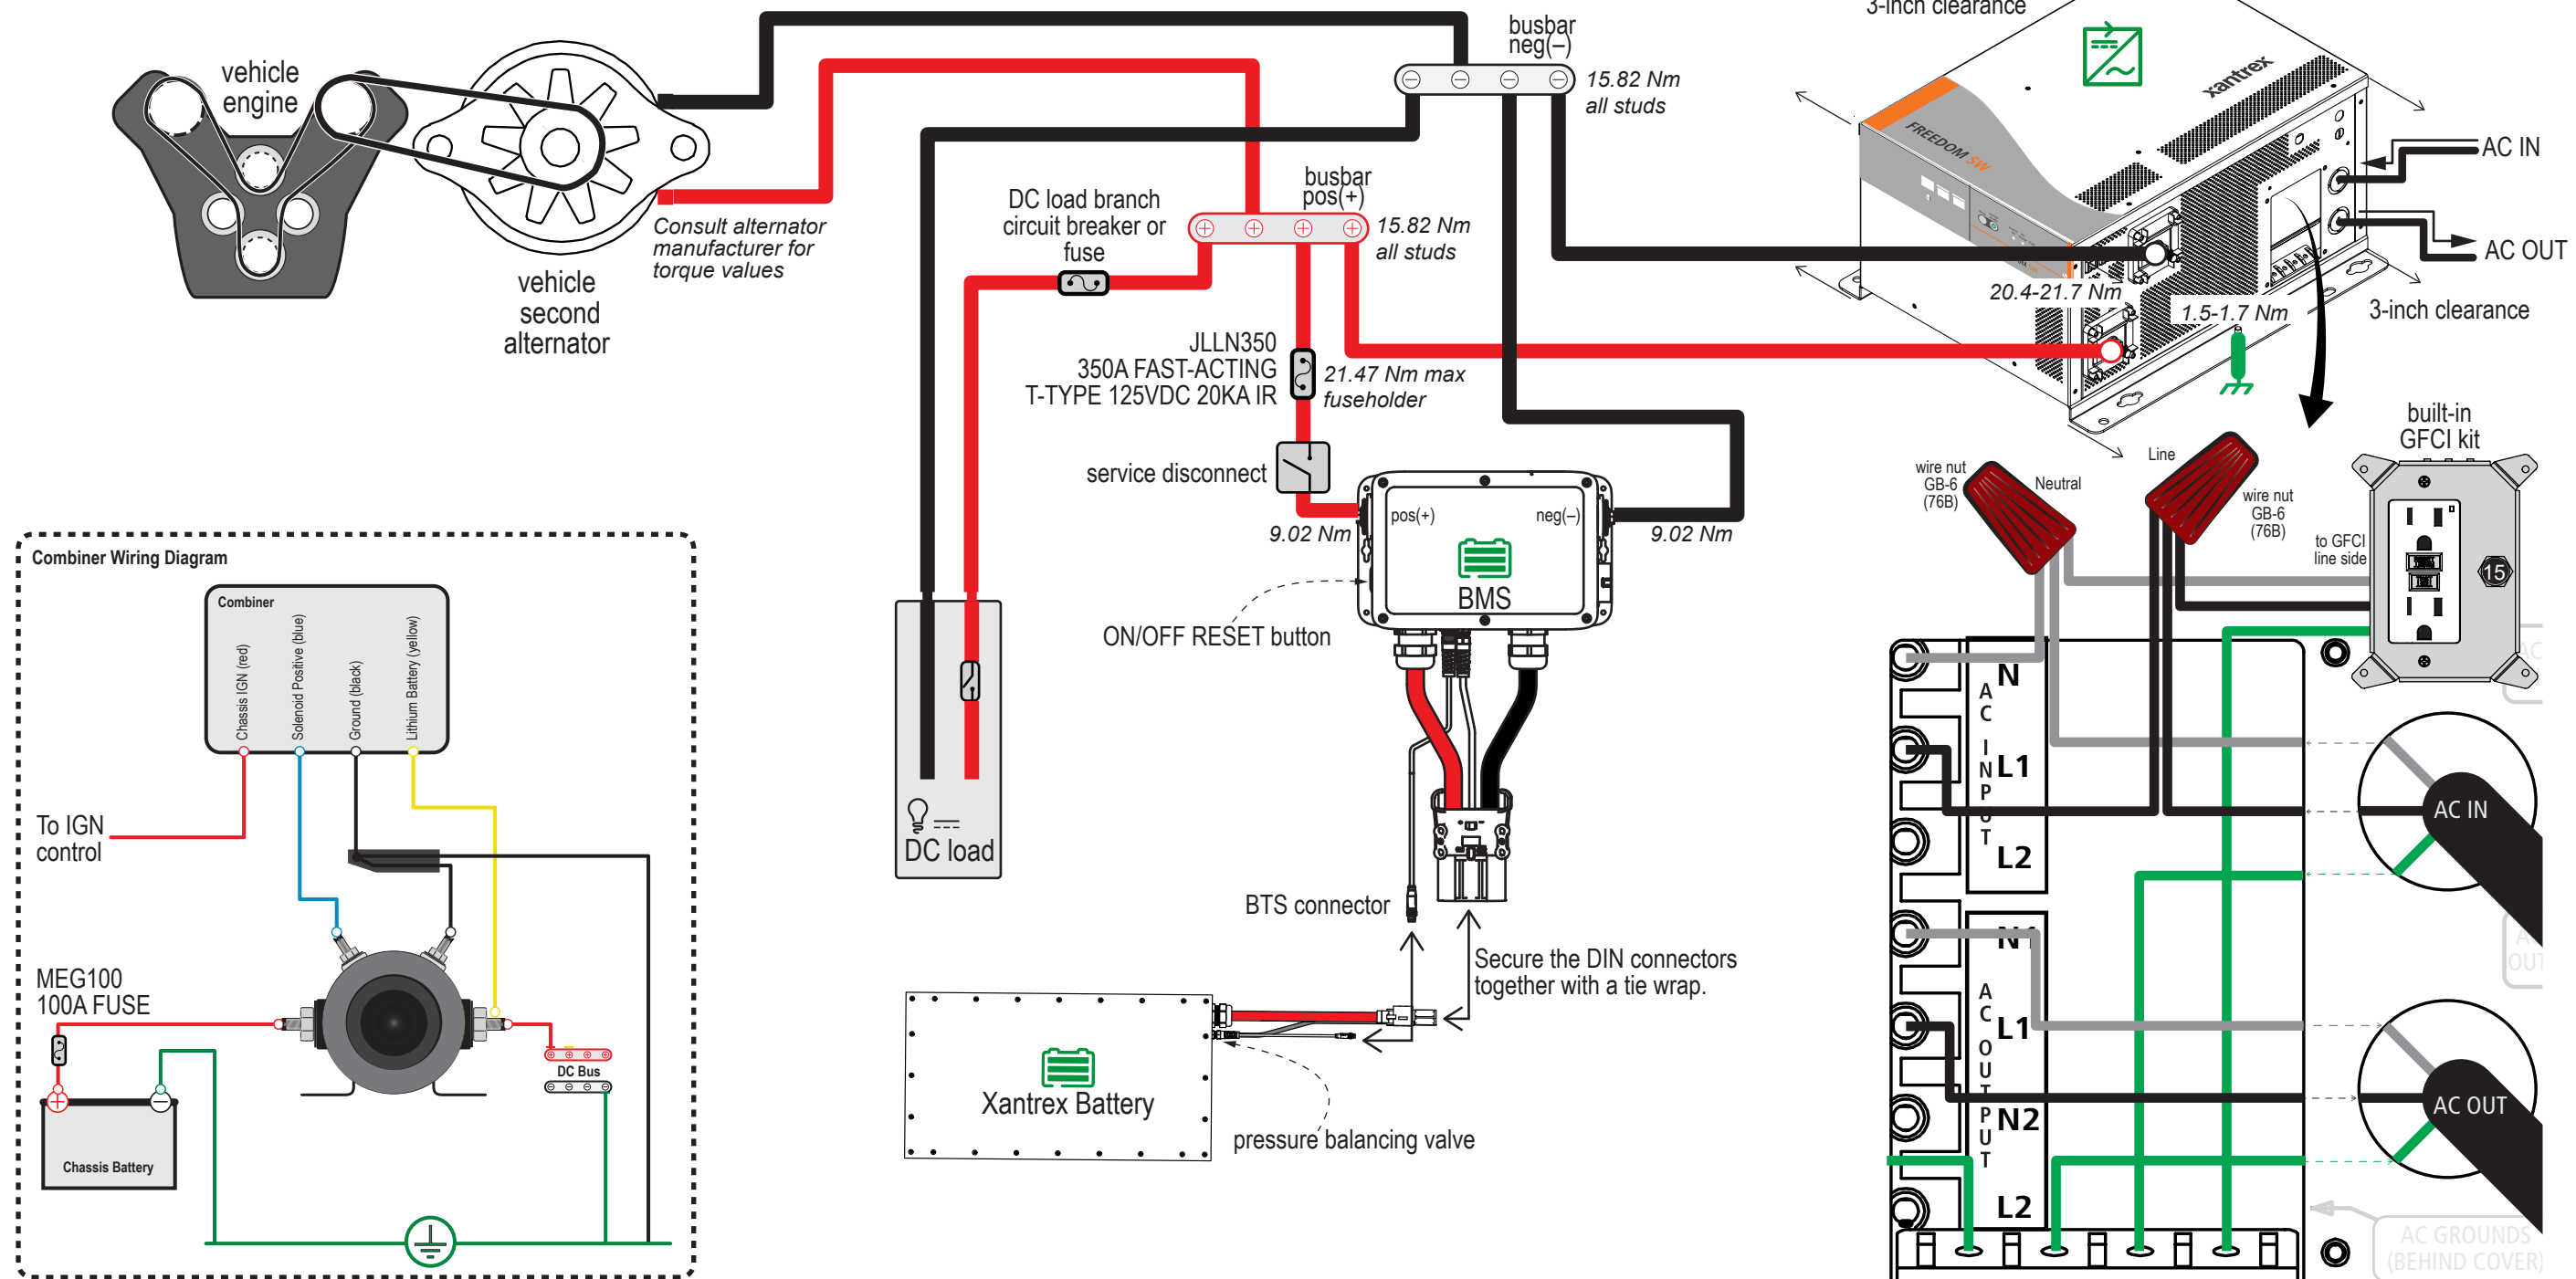 3-inch clearance
busbar
neg(–)
15.82 Nm
all studs
vehicle
engine
vehicle
second
alternator
Consult alternator
manufacturer for
torque values
DC load branch
circuit breaker or
fuse
busbar
pos(+)
15.82 Nm
all studs
xantrex
FREEDOM SW
AC IN
AC OUT
20.4-21.7 Nm
1.5-1.7 Nm
3-inch clearance
JLLN350
350A FAST-ACTING
T-TYPE 125VDC 20KA IR
21.47 Nm max
fuseholder
service disconnect
9.02 Nm
pos(+)
neg(–)
BMS
9.02 Nm
ON/OFF RESET button
DC load
BTS connector
Secure the DIN connectors
together with a tie wrap.
Xantrex Battery
pressure balancing valve
Combiner Wiring Diagram
Combiner
Chassis IGN (red)
Solenoid Positive (blue)
Ground (black)
Lithium Battery (yellow)
To IGN
control
MEG100
100A FUSE
DC Bus
Chassis Battery
built-in
GFCI kit
wire nut
GB-6
(76B)
Neutral
Line
wire nut
GB-6
(76B)
to GFCI
line side
15
AC INPUT
N
L1
L2
AC OUTPUT
N1
L1
N2
L2
AC IN
AC OUT
AC GROUNDS
(BEHIND COVER)